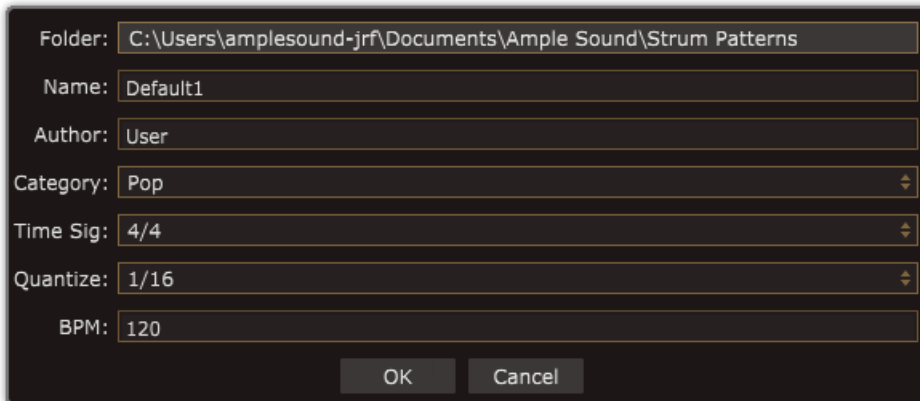 Folder: C:\Users\amplesound-jrf\Documents\Ample Sound\Strum Patterns
Name: Default1
Author: User
Category: Pop
Time Sig: 4/4
Quantize: 1/16
BPM: 120
OK Cancel